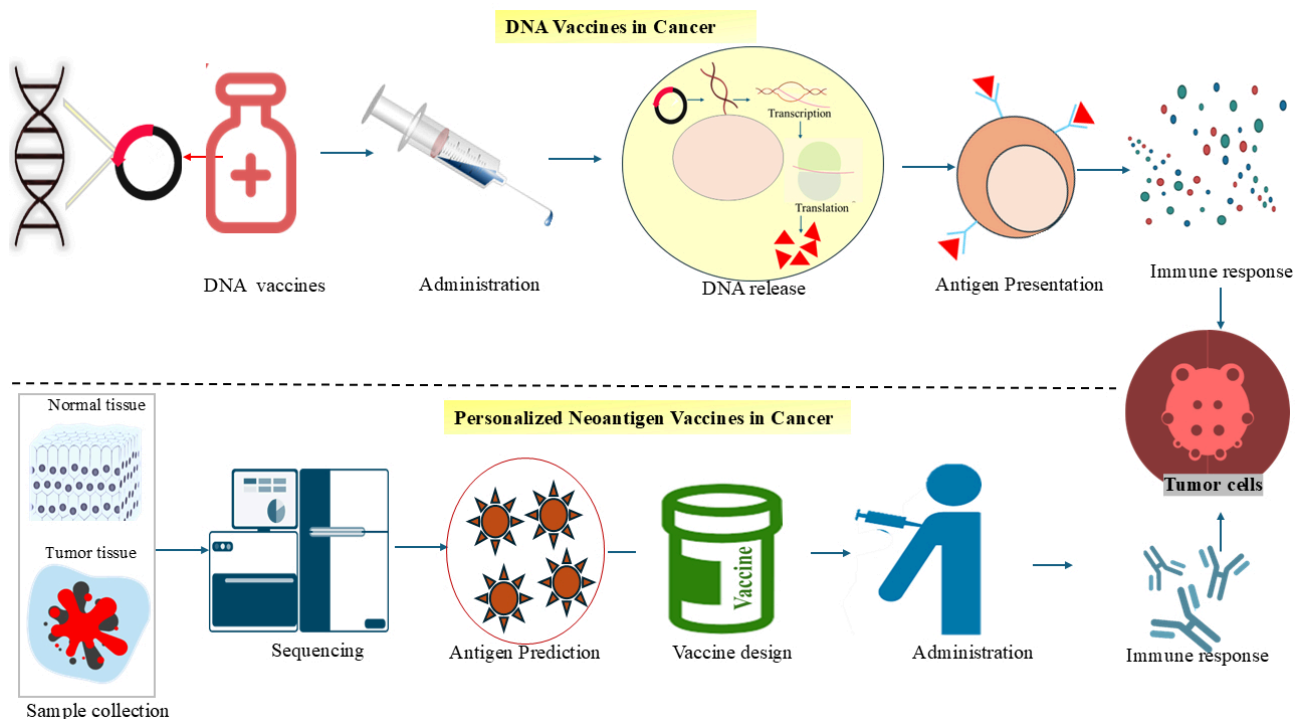 DNA Vaccines in Cancer
Transcription
Translation
DNA vaccines
Administration
DNA release
Antigen Presentation
Immune response
Personalized Neoantigen Vaccines in Cancer
Normal tissue
Tumor tissue
Sample collection
Sequencing
Antigen Prediction
Vaccine
Vaccine design
Administration
Immune response
Tumor cells